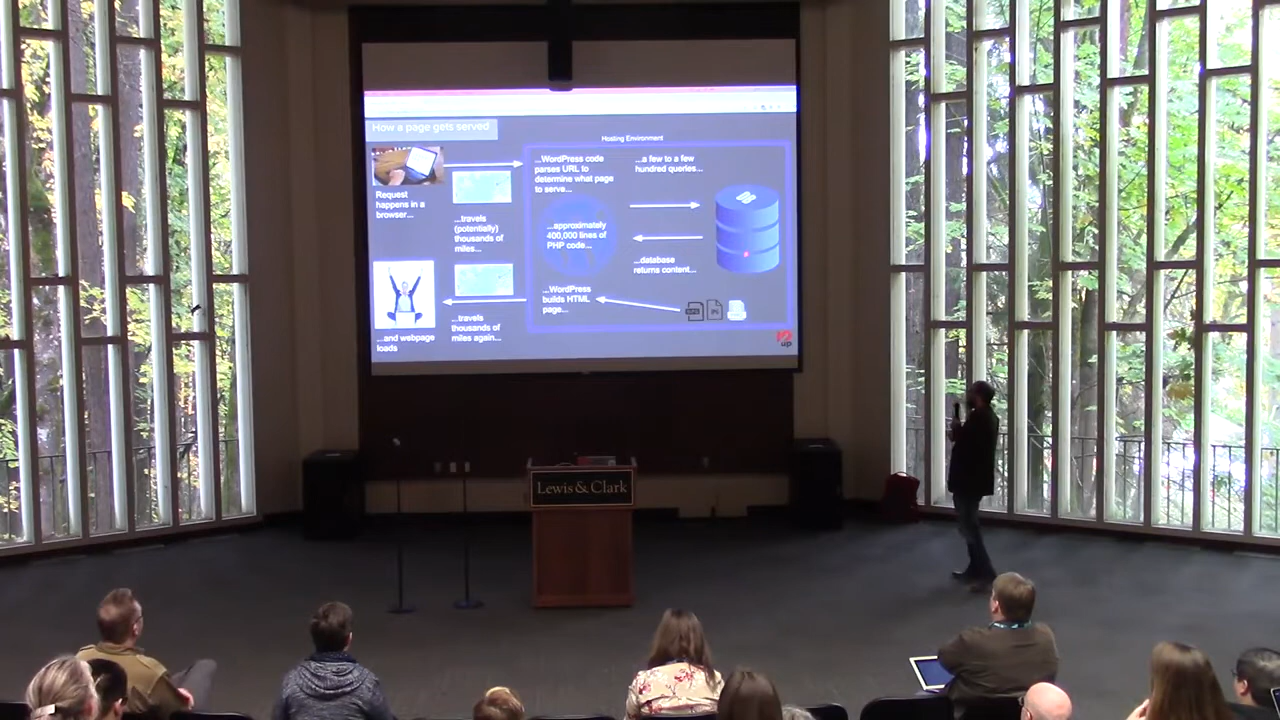 How a page gets served
Hosting Environment
Request
happens in a
browser...
...travels
(potentially)
thousands of
miles...
...WordPress code
parses URL to
determine what page
to serve...
...a few to a few
hundred queries...
...approximately
400,000 lines of
PHP code...
...database
returns content...
...WordPress
builds HTML
page...
...travels
thousands of
miles again...
...and webpage
loads
10
up
Lewis & Clark